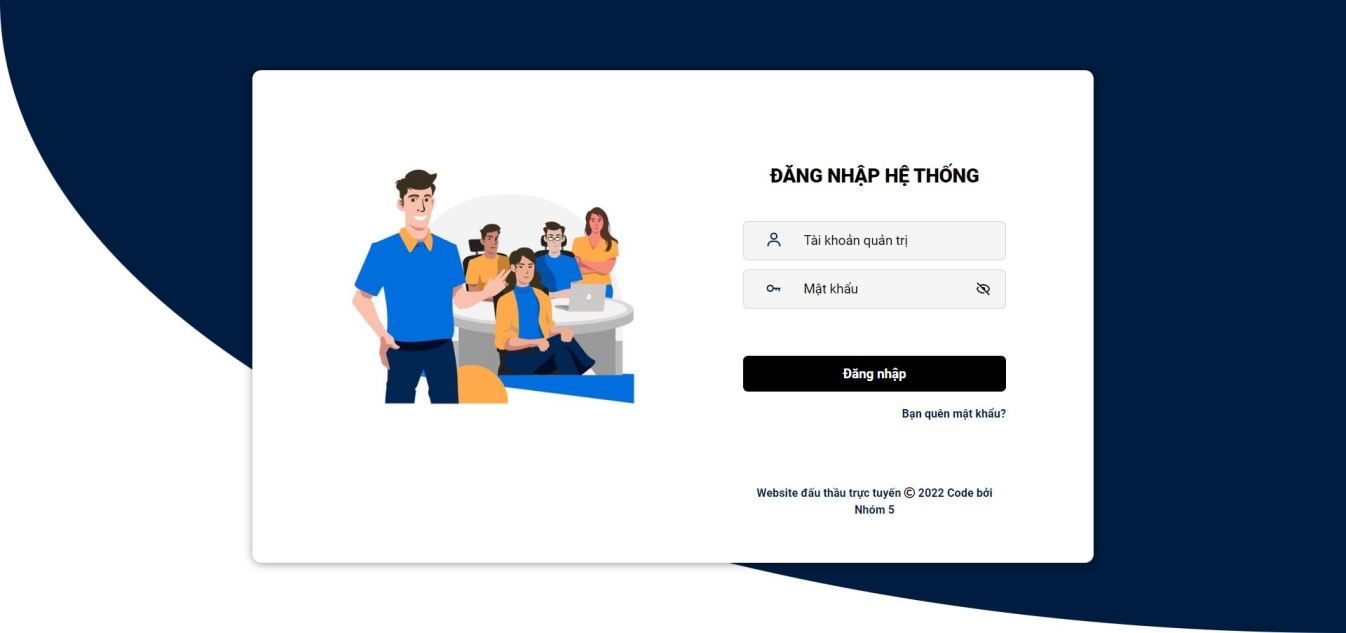 ĐĂNG NHẬP HỆ THỐNG
Tài khoản quản trị
Mật khẩu
Đăng nhập
Bạn quên mật khẩu?
Website đấu thầu trực tuyến © 2022 Code bởi
Nhóm 5